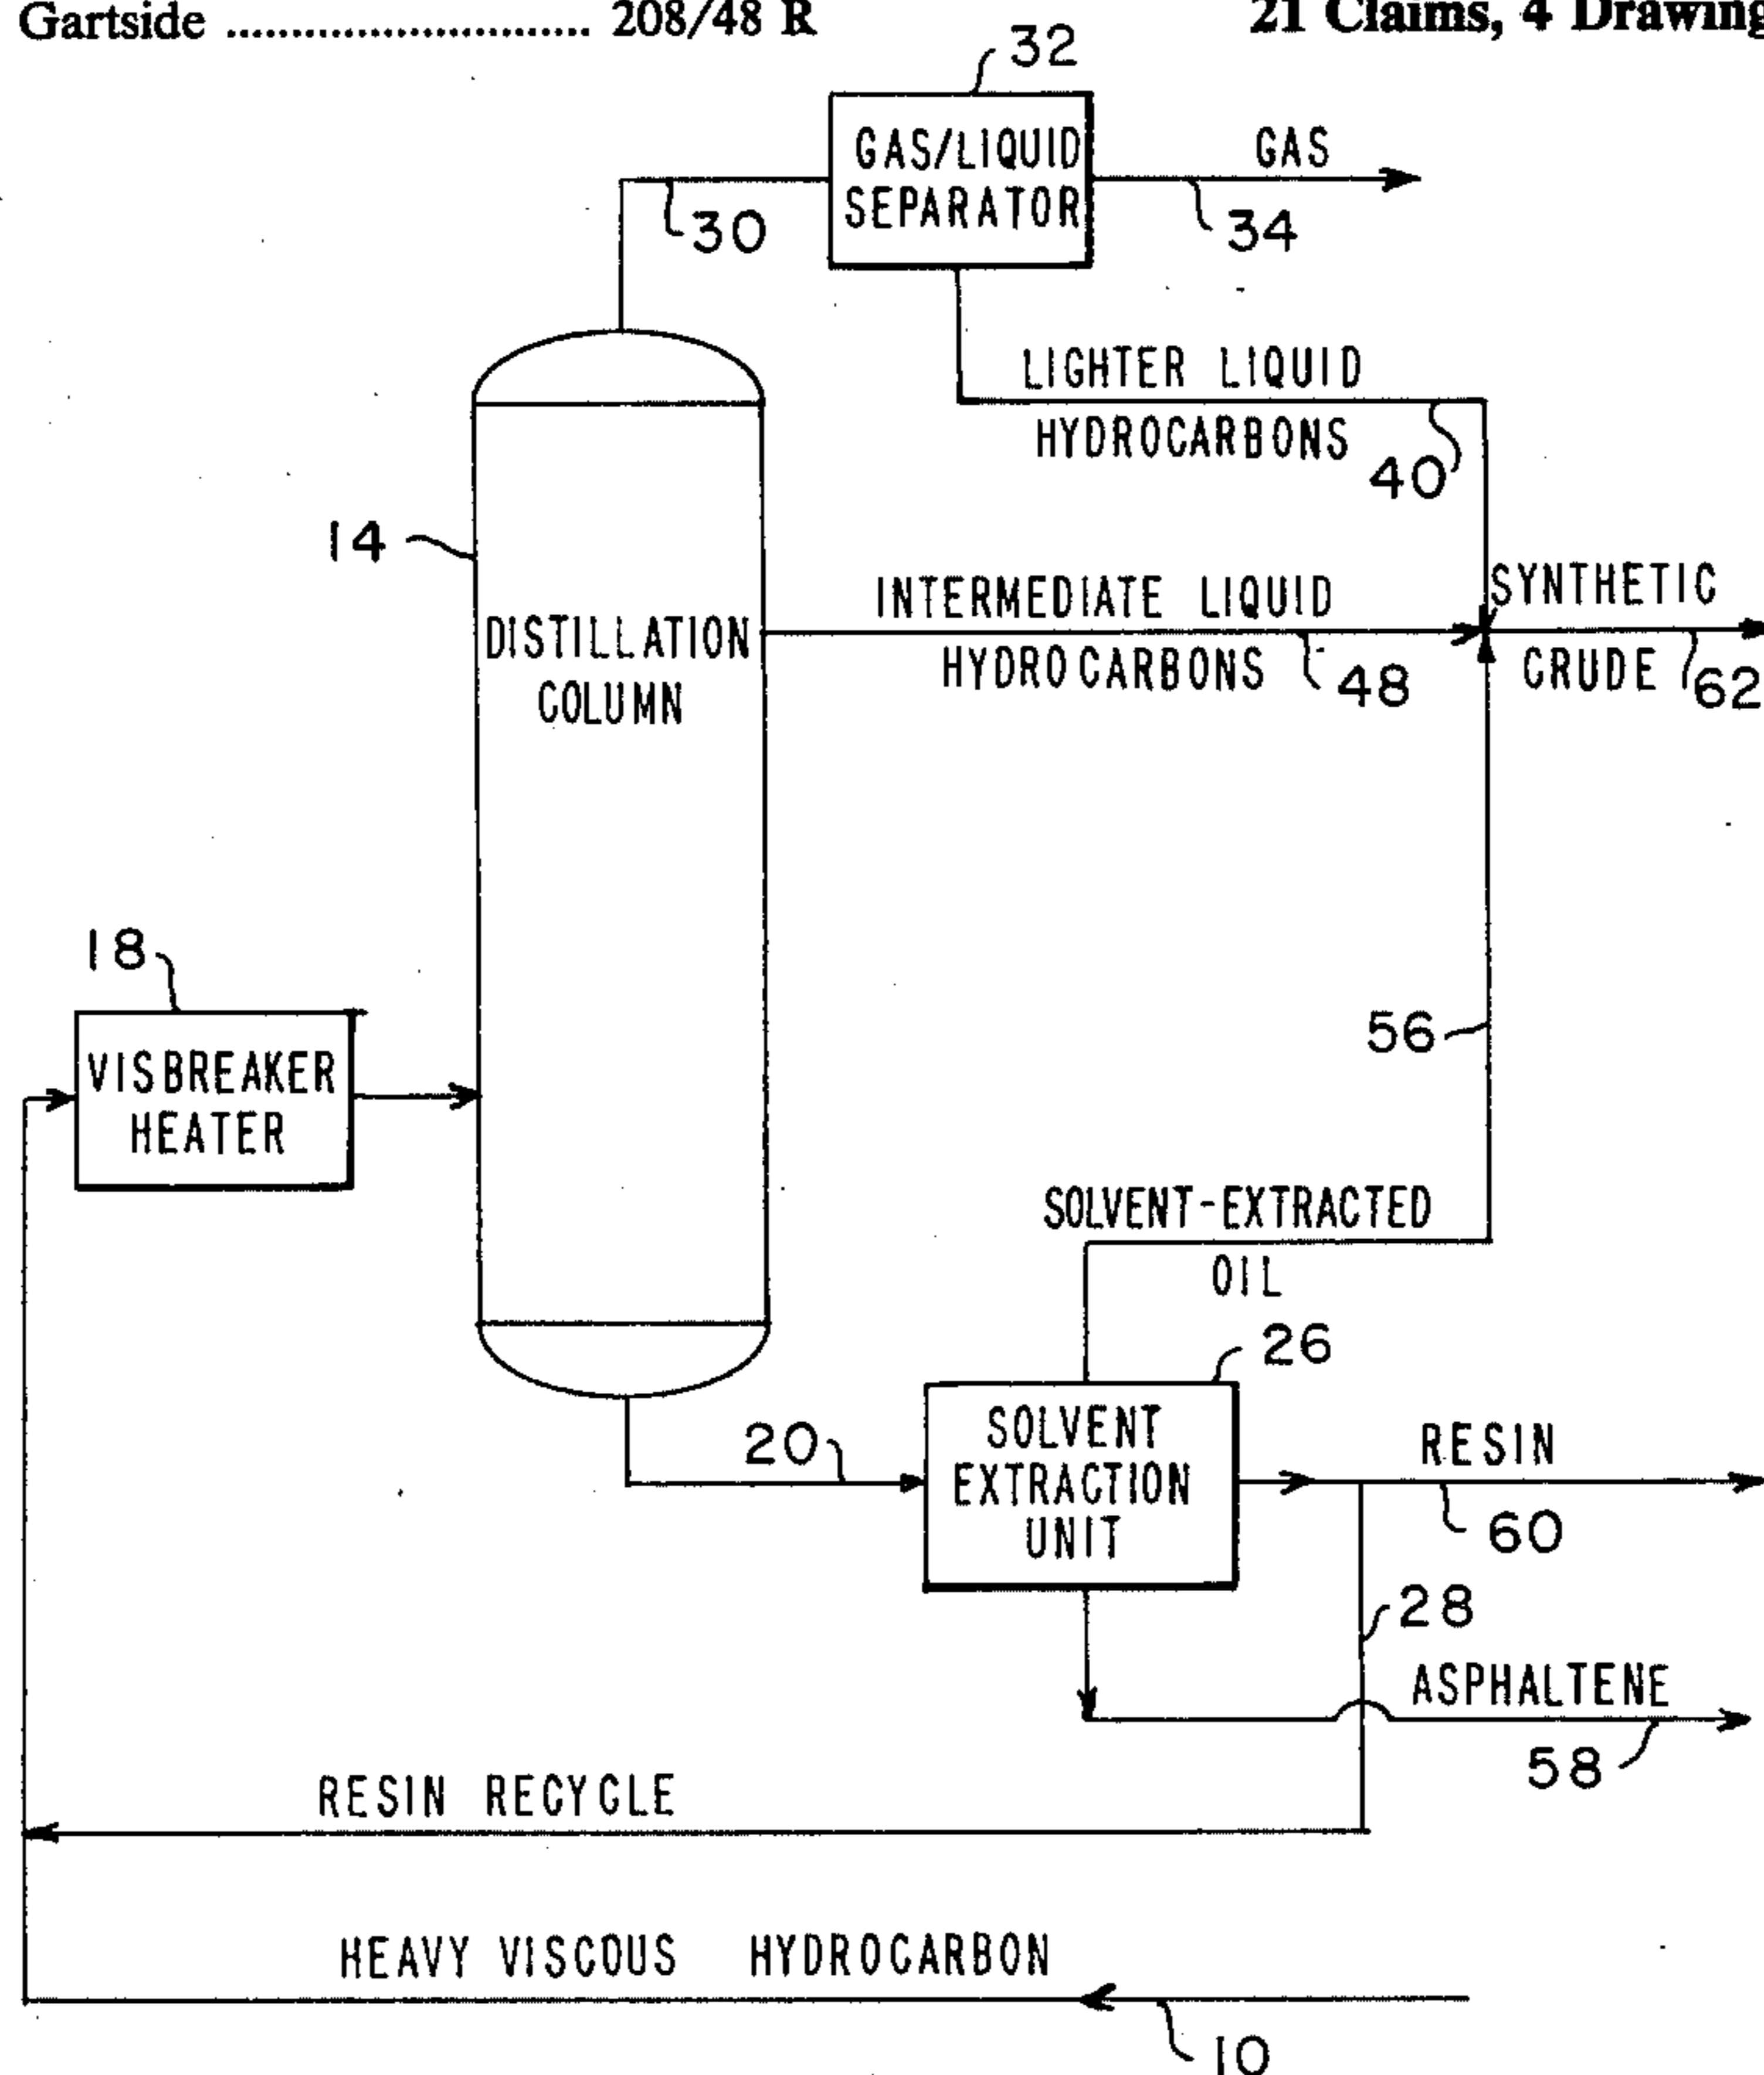 Gartside ........................... 208/48 R
21 Claims, 4 Drawing
32
GAS/LIQUID
SEPARATOR
GAS
30
34
LIGHTER LIQUID
HYDROCARBONS
40
14
DISTILLATION
COLUMN
INTERMEDIATE LIQUID
HYDROCARBONS
48
SYNTHETIC
CRUDE
62
18
VISBREAKER
HEATER
56
SOLVENT-EXTRACTED
OIL
26
20
SOLVENT
EXTRACTION
UNIT
RESIN
60
28
ASPHALTENE
58
RESIN RECYCLE
HEAVY VISCOUS HYDROCARBON
10